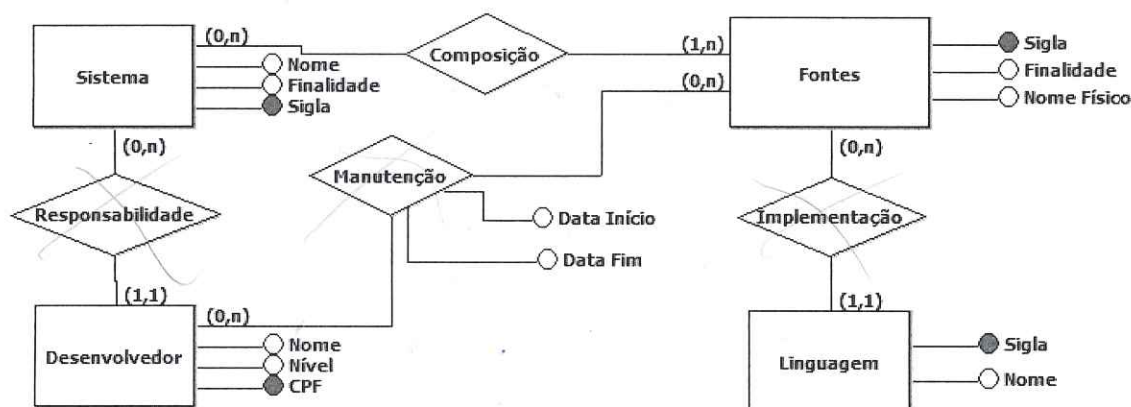 (0,n)
Composição
(1,n)
Sistema
Nome
Finalidade
Sigla
Fontes
Sigla
Finalidade
Nome Físico
(0,n)
(0,n)
Manutenção
(0,n)
Responsabilidade
Data Início
Data Fim
Implementação
(1,1)
(0,n)
(1,1)
Desenvolvedor
Nome
Nível
CPF
Linguagem
Sigla
Nome